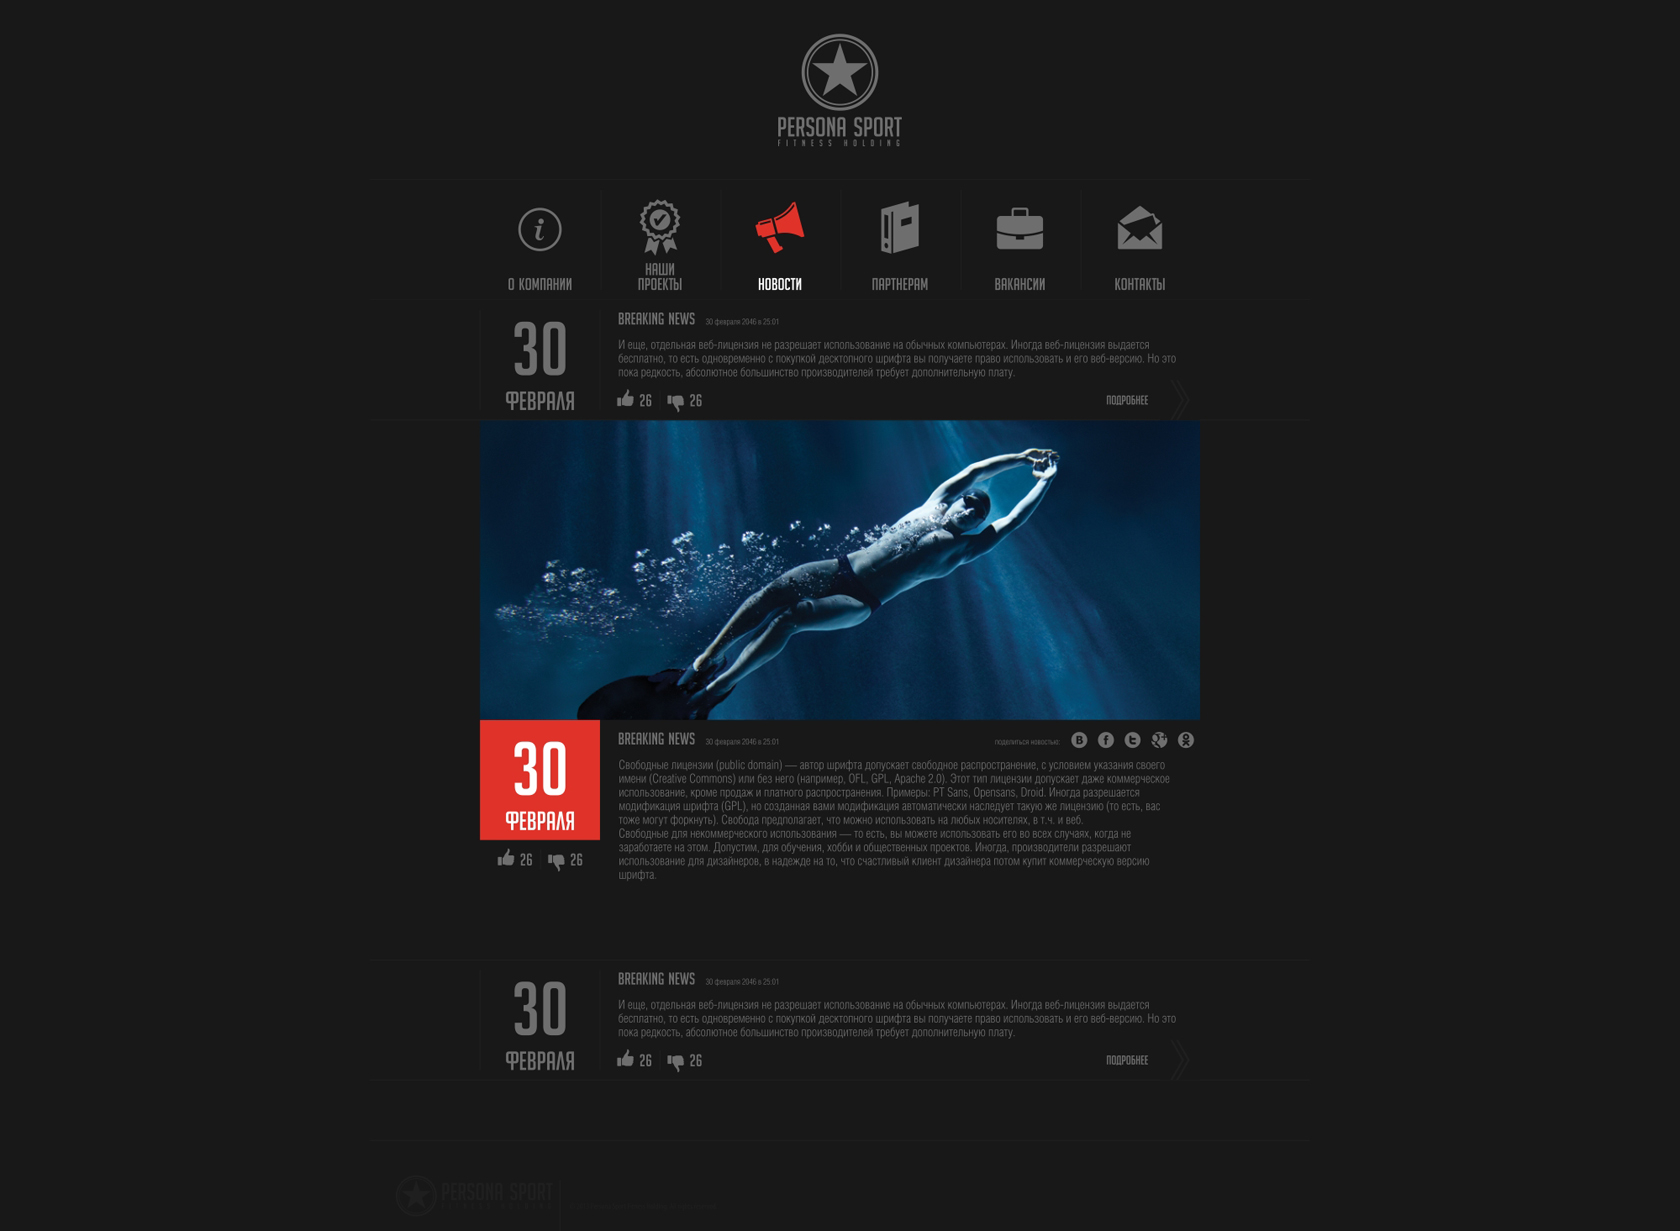 PERSONA SPORT
FITNESS HOLDING
О КОМПАНИИ
НАШИ
ПРОЕКТЫ
НОВОСТИ
ПАРТНЕРАМ
ВАКАНСИИ
КОНТАКТЫ
30
ФЕВРАЛЯ
BREAKING NEWS 30 февраля 2046 в 25:01
И еще, отдельная веб-лицензия не разрешает использование на обычных компьютерах. Иногда веб-лицензия выдается
бесплатно, то есть одновременно с покупкой десктопного шрифта вы получаете право использовать и его веб-версию. Но это
пока редкость, абсолютное большинство производителей требует дополнительную плату.
26 26 ПОДРОБНЕЕ
30
ФЕВРАЛЯ
26 26
BREAKING NEWS 30 февраля 2046 в 25:01 поделиться новостью:
Свободные лицензии (public domain) — автор шрифта допускает свободное распространение, с условием указания своего
имени (Creative Commons) или без него (например, OFL, GPL, Apache 2.0). Этот тип лицензии допускает даже коммерческое
использование, кроме продаж и платного распространения. Примеры: PT Sans, Opensans, Droid. Иногда разрешается
модификация шрифта (GPL), но созданная вами модификация автоматически наследует такую же лицензию (то есть, вас
тоже могут форкнуть). Свобода предполагает, что можно использовать на любых носителях, в т.ч. и веб.
Свободные для некоммерческого использования — то есть, вы можете использовать его во всех случаях, когда не
заработаете на этом. Допустим, для обучения, хобби и общественных проектов. Иногда, производители разрешают
использование для дизайнеров, в надежде на то, что счастливый клиент дизайнера потом купит коммерческую версию
шрифта.
30
ФЕВРАЛЯ
BREAKING NEWS 30 февраля 2046 в 25:01
И еще, отдельная веб-лицензия не разрешает использование на обычных компьютерах. Иногда веб-лицензия выдается
бесплатно, то есть одновременно с покупкой десктопного шрифта вы получаете право использовать и его веб-версию. Но это
пока редкость, абсолютное большинство производителей требует дополнительную плату.
26 26 ПОДРОБНЕЕ
PERSONA SPORT